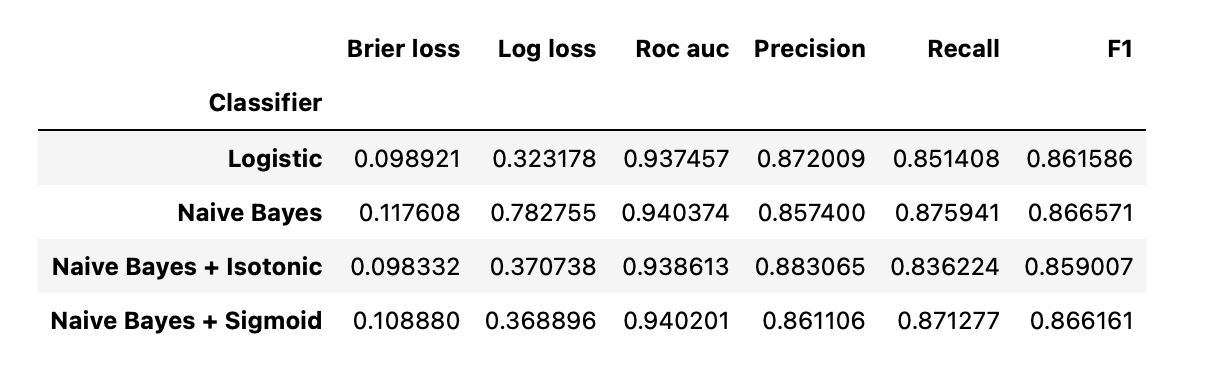 Brier loss Log loss Roc auc Precision Recall F1
Classifier
Logistic 0.098921 0.323178 0.937457 0.872009 0.851408 0.861586
Naive Bayes 0.117608 0.782755 0.940374 0.857400 0.875941 0.866571
Naive Bayes + Isotonic 0.098332 0.370738 0.938613 0.883065 0.836224 0.859007
Naive Bayes + Sigmoid 0.108880 0.368896 0.940201 0.861106 0.871277 0.866161